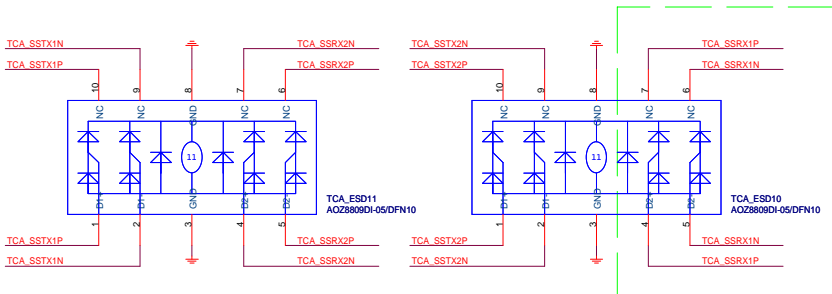 TCA_SSTX1N
TCA_SSRX2N
TCA_SSTX2N
TCA_SSRX1P
TCA_SSTX1P
TCA_SSRX2P
TCA_SSTX2P
TCA_SSRX1N
10 9 8 7 6
10 9 8 7 6
NC NC GND NC NC
NC NC GND NC NC
11
11
D1+ D1- GND D2+ D2-
D1+ D1- GND D2+ D2-
TCA_ESD11
AOZ8809DI-05/DFN10
TCA_ESD10
AOZ8809DI-05/DFN10
1 2 3 4 5
1 2 3 4 5
TCA_SSTX1P
TCA_SSRX2P
TCA_SSTX2P
TCA_SSRX1N
TCA_SSTX1N
TCA_SSRX2N
TCA_SSTX2N
TCA_SSRX1P